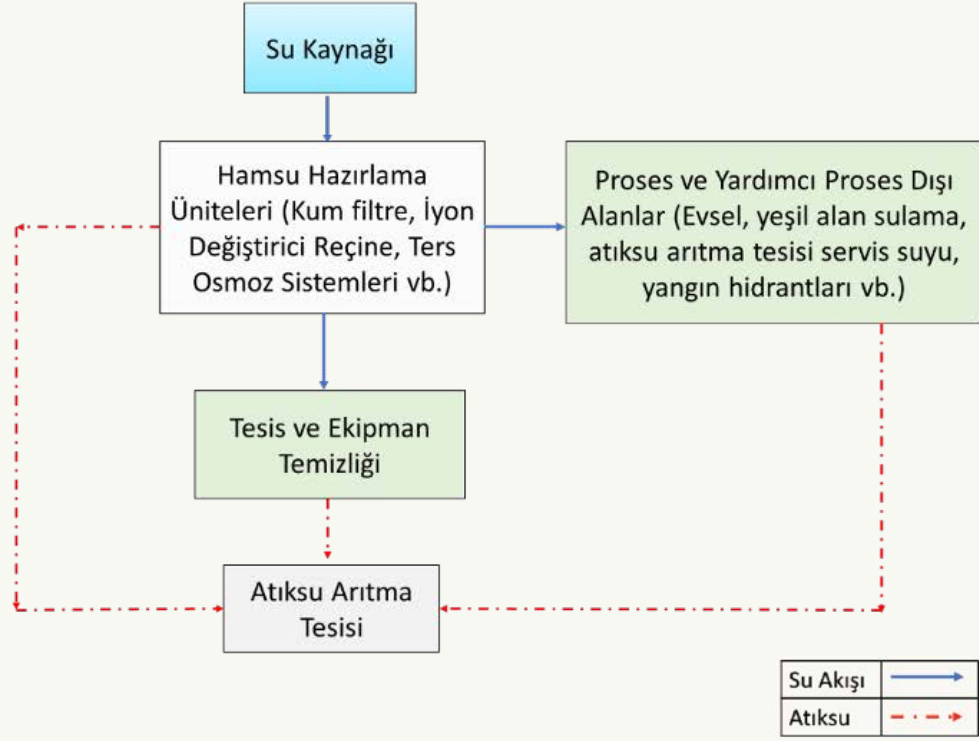 Su Kaynağı
Hamsu Hazırlama
Üniteleri (Kum filtre, İyon
Değiştirici Reçine, Ters
Osmoz Sistemleri vb.)
Proses ve Yardımcı Proses Dışı
Alanlar (Evsel, yeşil alan sulama,
atıksu arıtma tesisi servis suyu,
yangın hidrantları vb.)
Tesis ve Ekipman
Temizliği
Atıksu Arıtma
Tesisi
Su Akışı
Atıksu